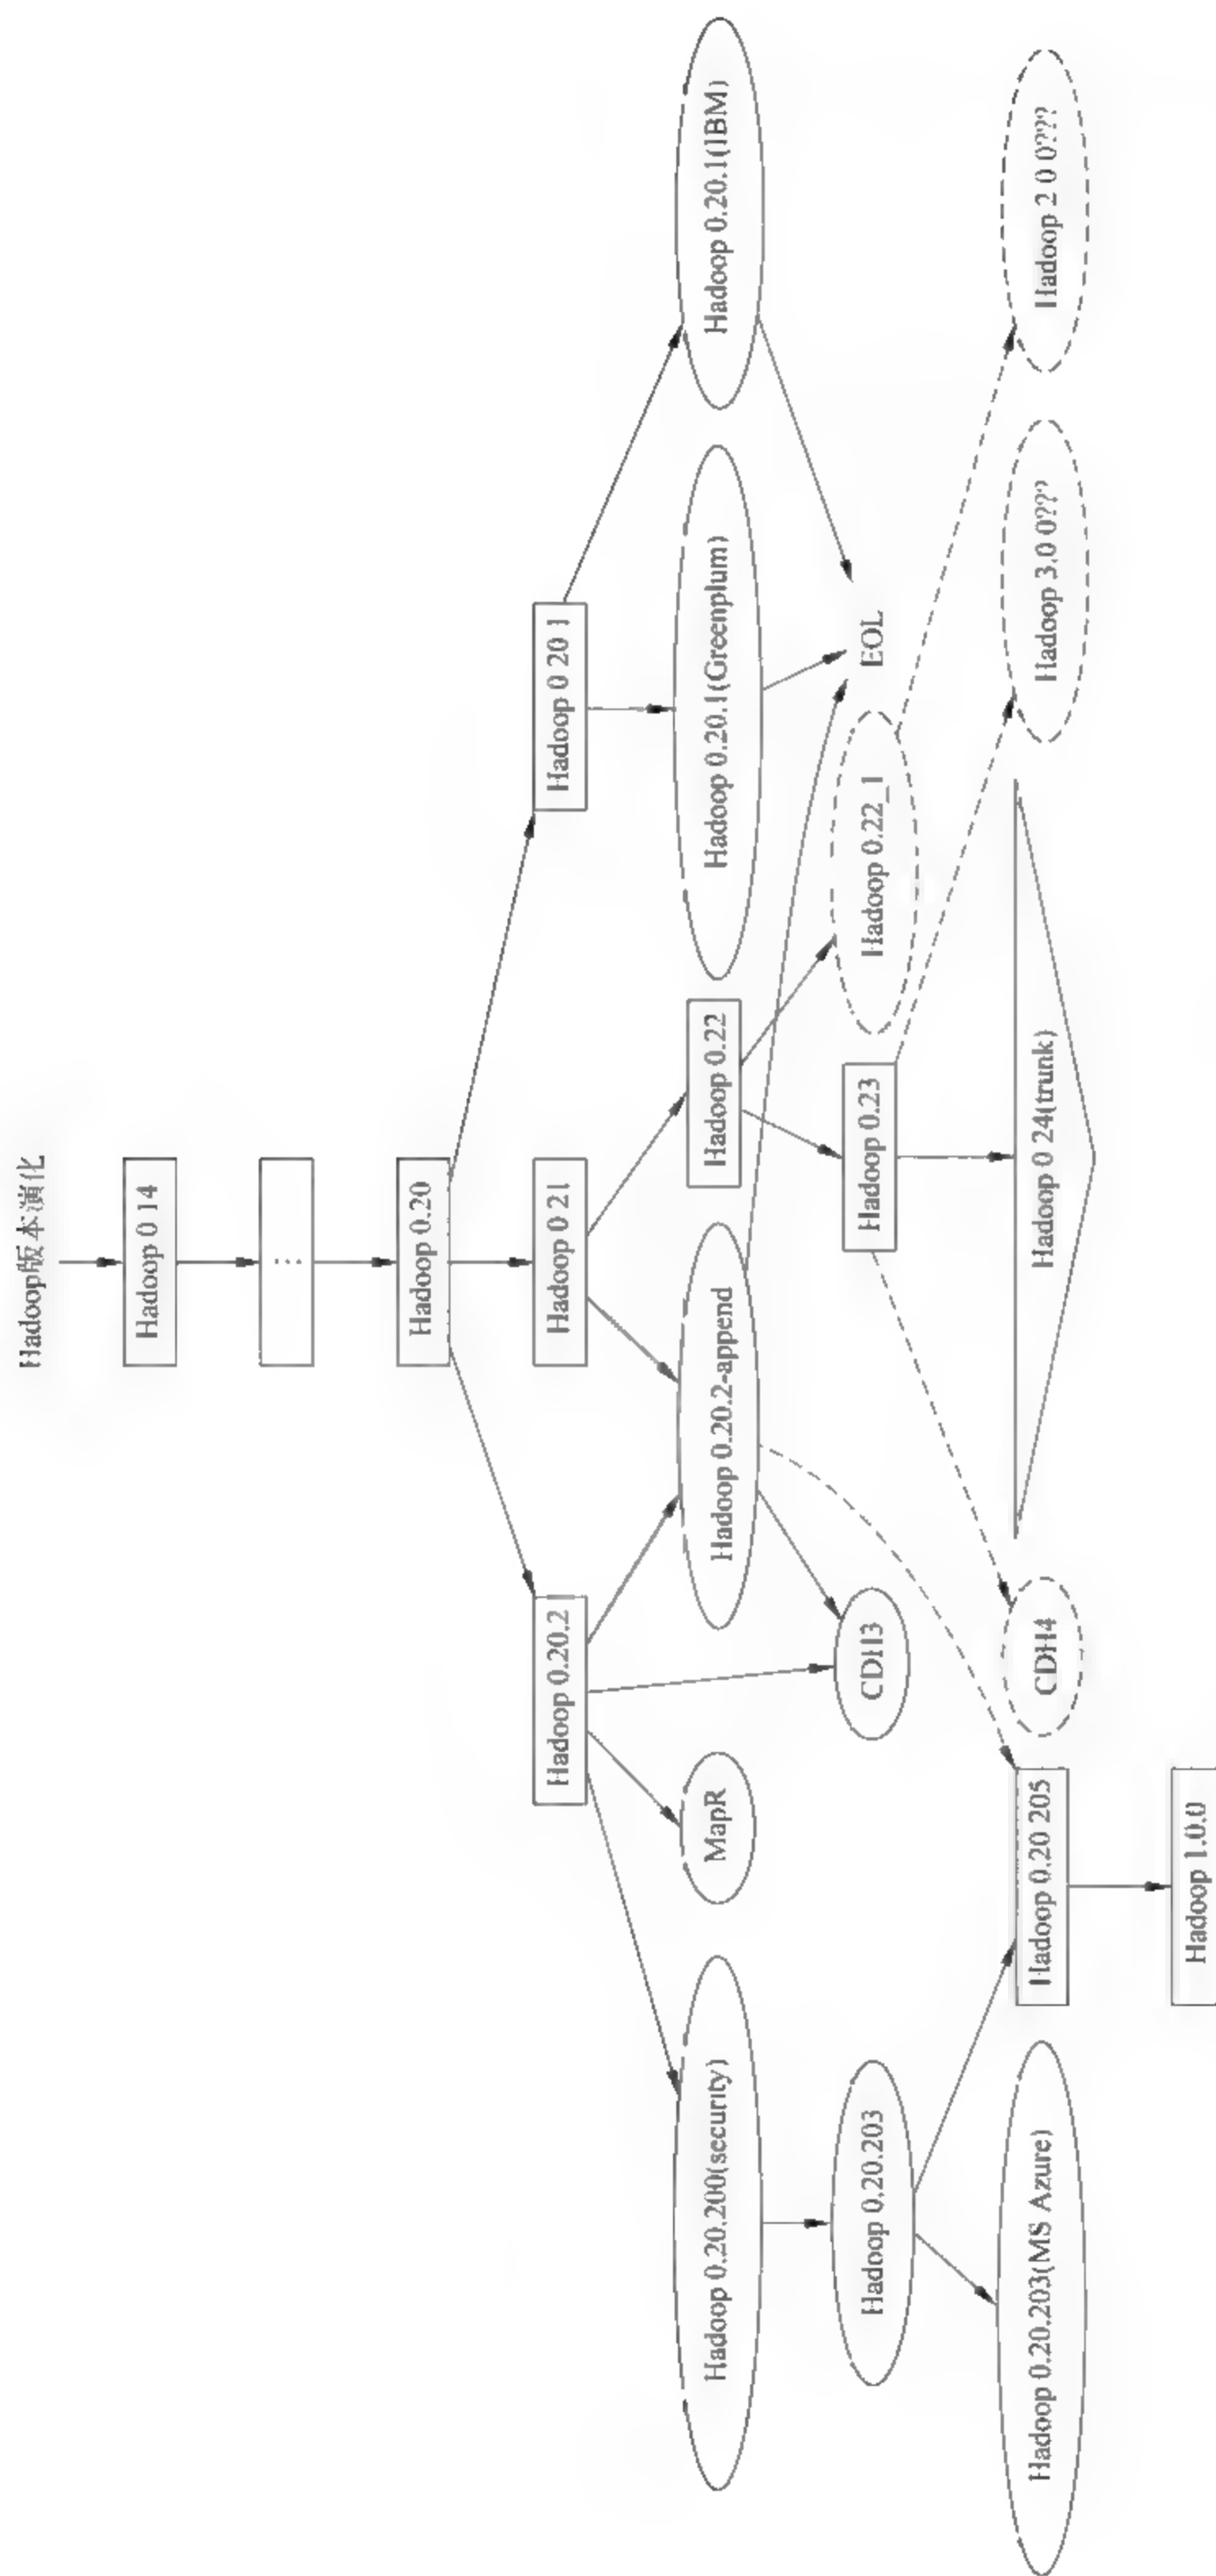 Hadoop版本演化
Hadoop 0 14
...
Hadoop 0.20
Hadoop 0.20.2
Hadoop 0 21
Hadoop 0 20 1
Hadoop 0.20.200(security)
MapR
Hadoop 0.20.2-append
Hadoop 0.22
Hadoop 0.20.1(Greenplum)
Hadoop 0.20.1(IBM)
Hadoop 0.20.203
CDH3
Hadoop 0.23
Hadoop 0.22_1
EOL
Hadoop 0.20.203(MS Azure)
Hadoop 0.20 205
CDH4
Hadoop 0 24(trunk)
Hadoop 3.0 0???
Hadoop 2 0 0???
Hadoop 1.0.0